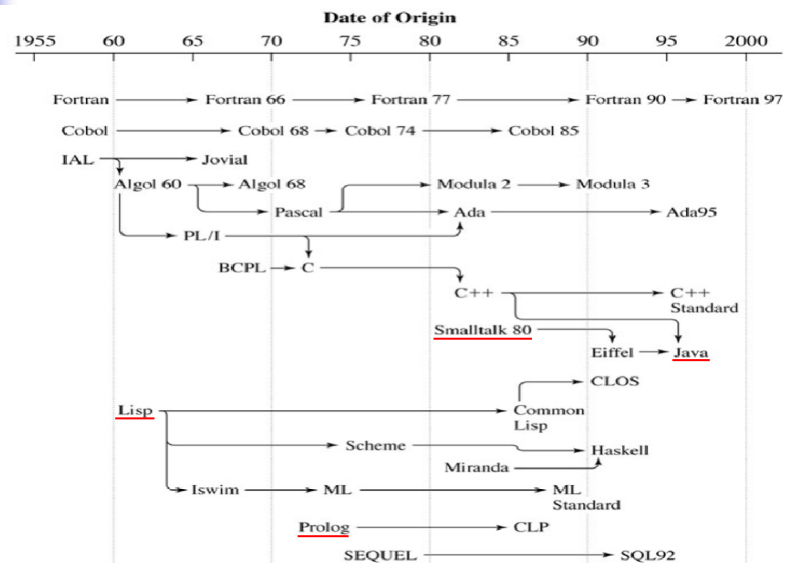 Date of Origin
1955 60 65 70 75 80 85 90 95 2000
Fortran Fortran 66 Fortran 77 Fortran 90 Fortran 97
Cobol Cobol 68 Cobol 74 Cobol 85
IAL Jovial
Algol 60 Algol 68 Modula 2 Modula 3
Pascal Ada Ada95
PL/I
BCPL C
C++ C++
Standard
Smalltalk 80
Eiffel Java
CLOS
Lisp Common
Lisp
Scheme Haskell
Miranda
Iswim ML ML
Standard
Prolog CLP
SEQUEL SQL92